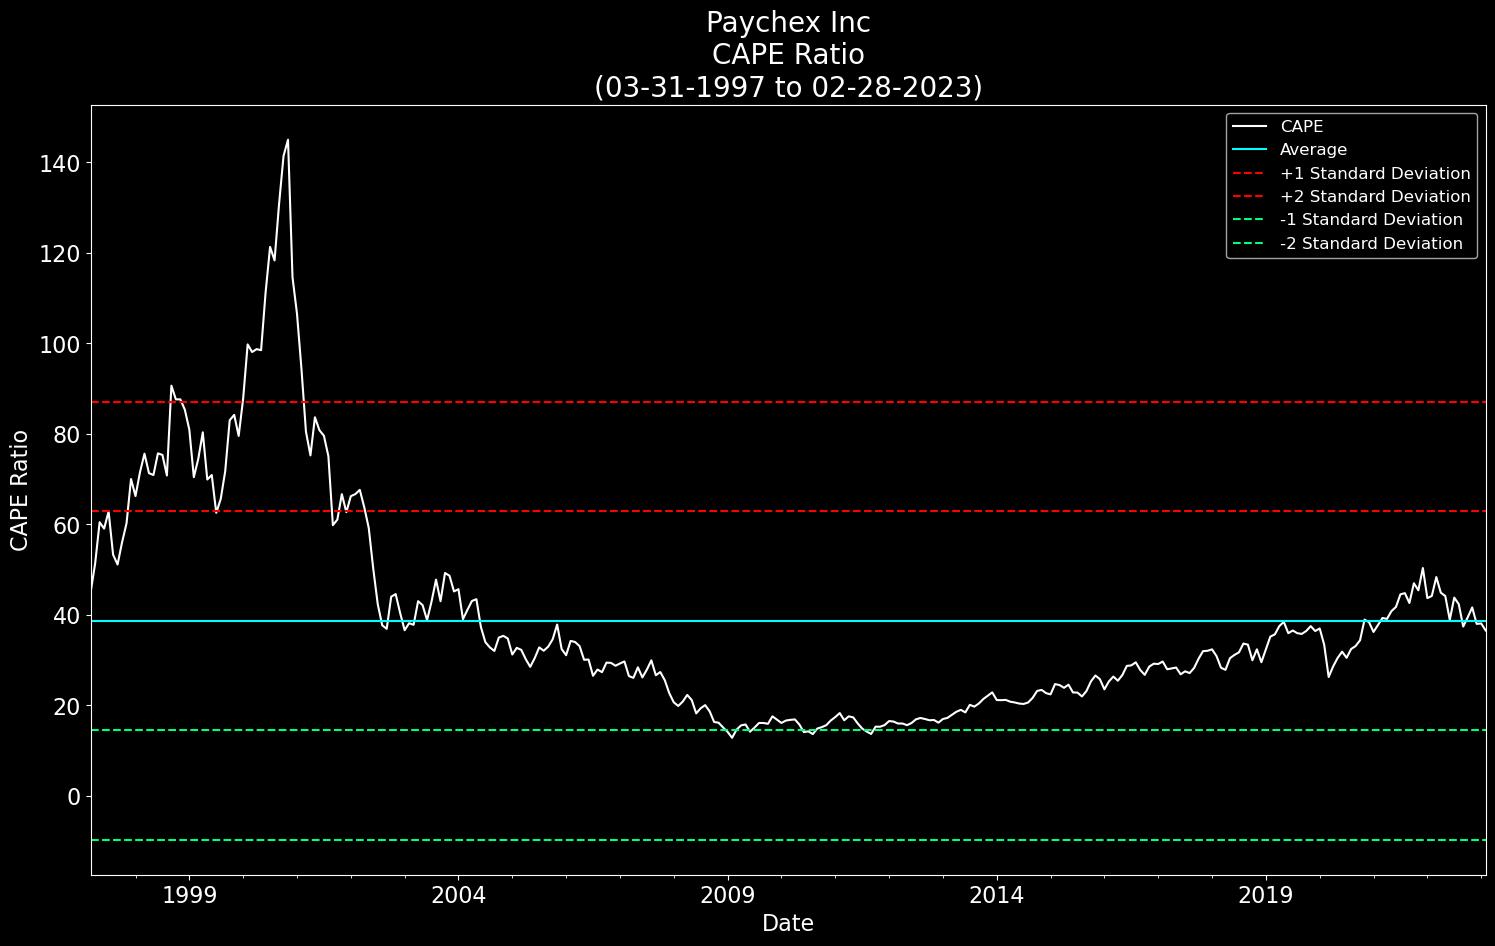 Paychex Inc
CAPE Ratio
(03-31-1997 to 02-28-2023)
CAPE
Average
+1 Standard Deviation
+2 Standard Deviation
-1 Standard Deviation
-2 Standard Deviation
CAPE Ratio
140
120
100
80
60
40
20
0
1999
2004
2009
2014
2019
Date